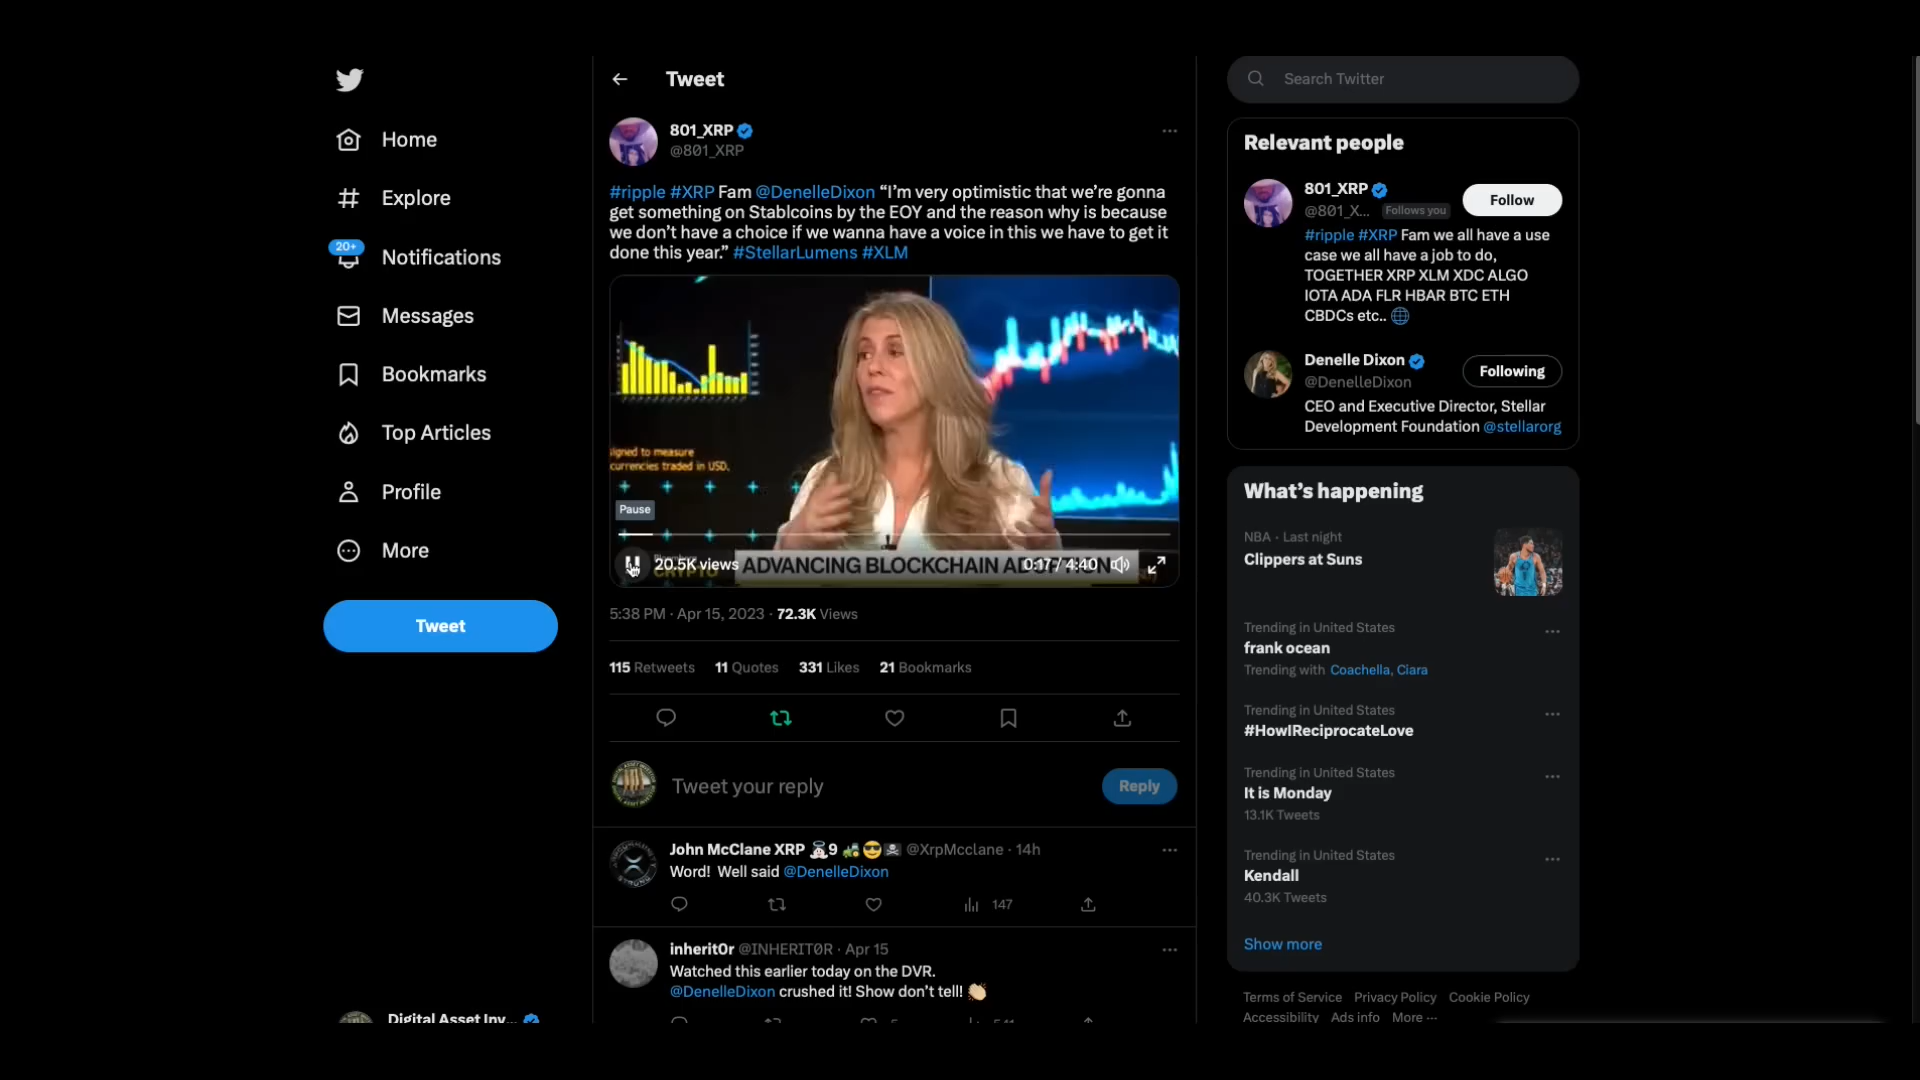 Home
Explore
20+
Notifications
Messages
Bookmarks
Top Articles
Profile
More
Tweet
Digital Asset Inv...
Tweet
801_XRP
@801_XRP
#ripple #XRP Fam @DenelleDixon “I’m very optimistic that we’re gonna
get something on Stablcoins by the EOY and the reason why is because
we don’t have a choice if we wanna have a voice in this we have to get it
done this year.” #StellarLumens #XLM
igned to measure
currencies traded in USD.
Pause
20.5K views
ADVANCING BLOCKCHAIN ADOPTION
0:17 / 4:40
5:38 PM · Apr 15, 2023 · 72.3K Views
115 Retweets 11 Quotes 331 Likes 21 Bookmarks
Tweet your reply
Reply
John McClane XRP 9 @XrpMcclane · 14h
Word! Well said @DenelleDixon
147
inherit0r @INHERITØR · Apr 15
Watched this earlier today on the DVR.
@DenelleDixon crushed it! Show don’t tell!
Search Twitter
Relevant people
801_XRP
@801_X... Follows you
Follow
#ripple #XRP Fam we all have a use
case we all have a job to do,
TOGETHER XRP XLM XDC ALGO
IOTA ADA FLR HBAR BTC ETH
CBDCs etc..
Denelle Dixon
@DenelleDixon
Following
CEO and Executive Director, Stellar
Development Foundation @stellarorg
What’s happening
NBA · Last night
Clippers at Suns
Trending in United States
frank ocean
Trending with Coachella, Ciara
Trending in United States
#HowIReciprocateLove
Trending in United States
It is Monday
13.1K Tweets
Trending in United States
Kendall
40.3K Tweets
Show more
Terms of Service Privacy Policy Cookie Policy
Accessibility Ads info More ···